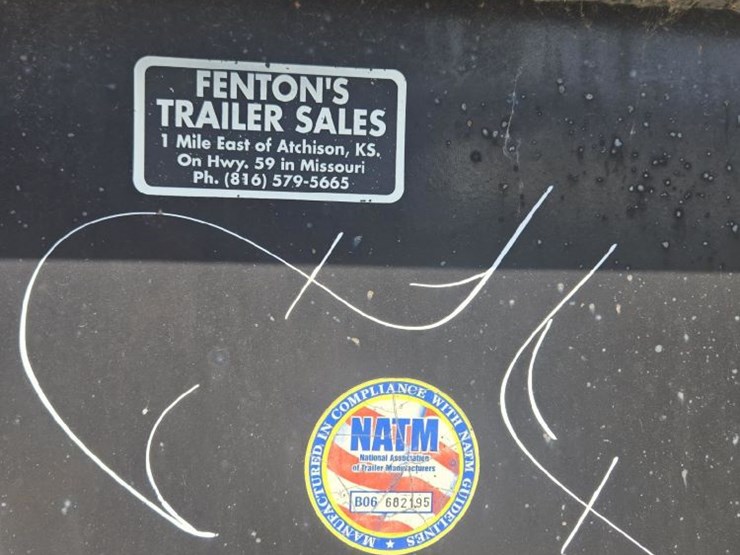 FENTON'S
TRAILER SALES
1 Mile East of Atchison, KS.
On Hwy. 59 in Missouri
Ph. (816) 579-5665
MANUFACTURED IN COMPLIANCE WITH NATM GUIDELINES
NATM
National Association
of Trailer Manufacturers
B06 682195